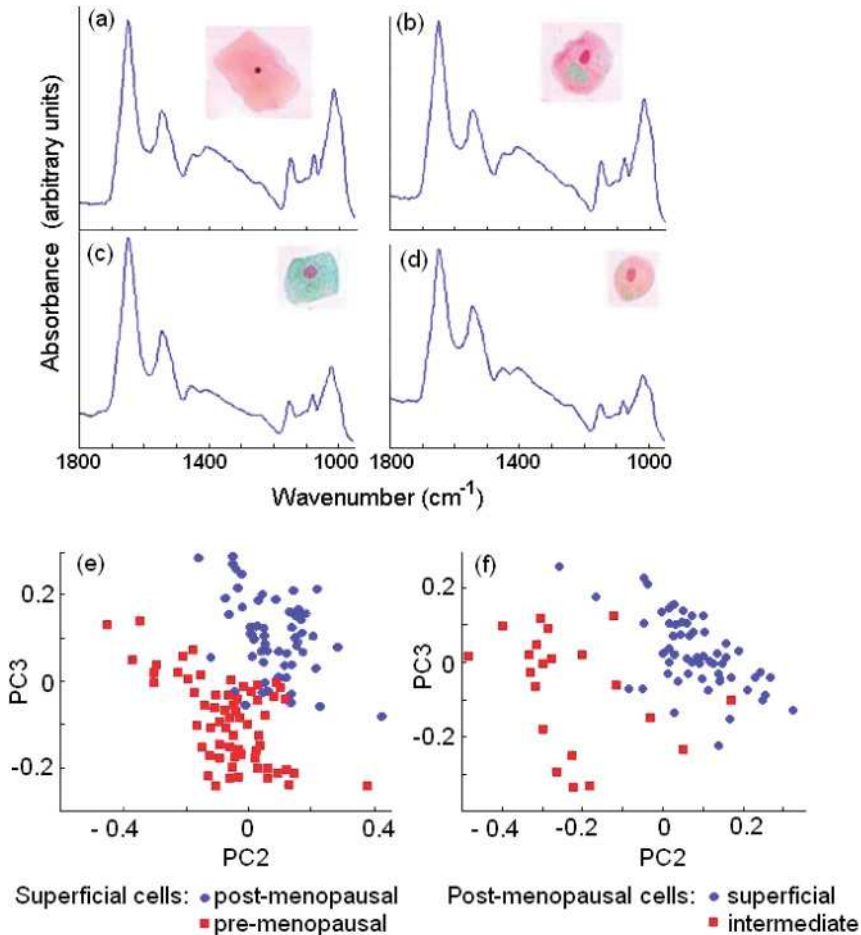 (a)
(b)
(c)
(d)
Absorbance (arbitrary units)
1800 1400 1000 1800 1400 1000
Wavenumber (cm⁻¹)
(e)
0.2
0
-0.2
PC3
- 0.4 0 0.4
PC2
(f)
0.2
0
-0.2
PC3
- 0.4 -0.2 0 0.2
PC2
Superficial cells: post-menopausal
pre-menopausal
Post-menopausal cells: superficial
intermediate